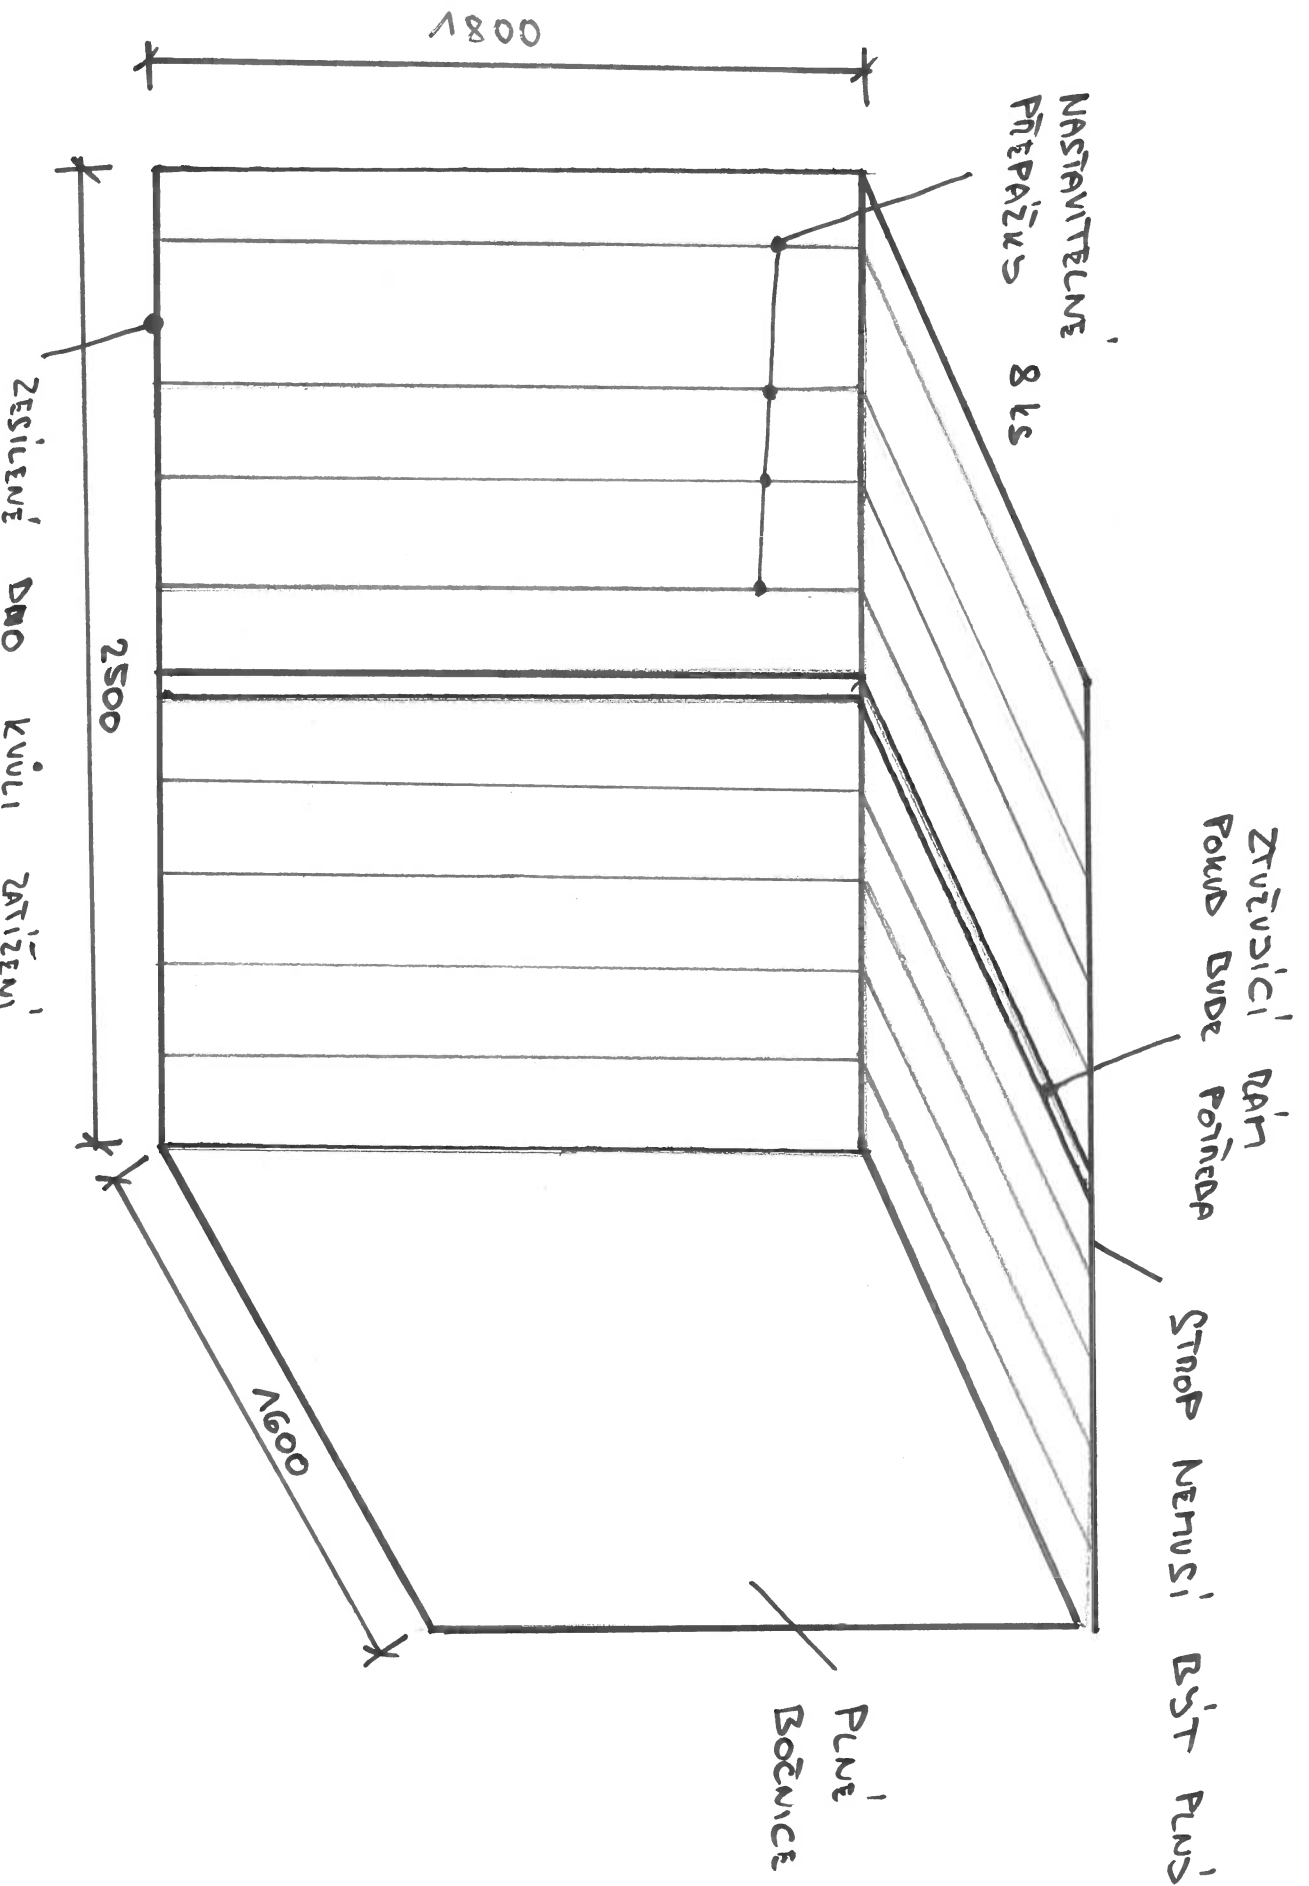 NASTAVITELNÉ
PŘEPAŽKY 8 ks
ZTUŽUJÍCÍ RÁM
POKUD BUDE POTŘEBA
STROP NEMUSÍ BÝT PLNÝ
PLNÉ
BOČNICE
1800
2500
1600
ZESÍLENÉ DNO KVŮLI ZATÍŽENÍ